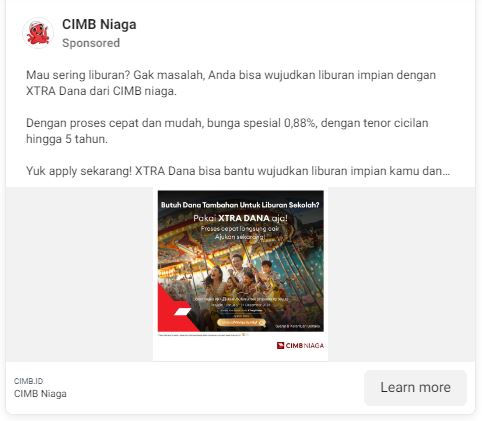 CIMB Niaga
Sponsored
Mau sering liburan? Gak masalah, Anda bisa wujudkan liburan impian dengan
XTRA Dana dari CIMB niaga.
Dengan proses cepat dan mudah, bunga spesial 0,88%, dengan tenor cicilan
hingga 5 tahun.
Yuk apply sekarang! XTRA Dana bisa bantu wujudkan liburan impian kamu dan...
Butuh Dana Tambahan Untuk Liburan Sekolah?
Pakai XTRA DANA aja!
Proses cepat langsung cair
Ajukan sekarang!
CIMB NIAGA
CIMB.ID
CIMB Niaga
Learn more